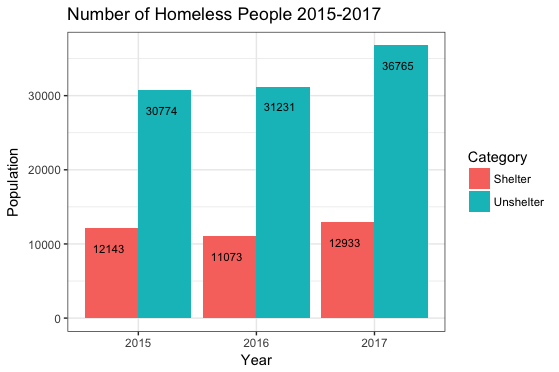 Number of Homeless People 2015-2017
Population
30000
20000
10000
0
12143
30774
11073
31231
12933
36765
2015
2016
2017
Year
Category
Shelter
Unshelter